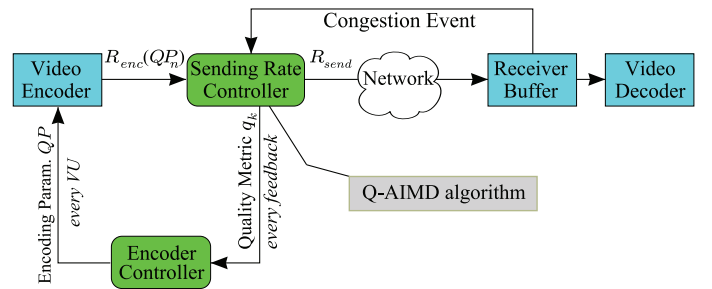 Congestion Event
Video
Encoder
R_enc(QP_n)
Sending Rate
Controller
R_send
Network
Receiver
Buffer
Video
Decoder
Encoding Param. QP
every VU
Quality Metric q_k
every feedback
Q-AIMD algorithm
Encoder
Controller